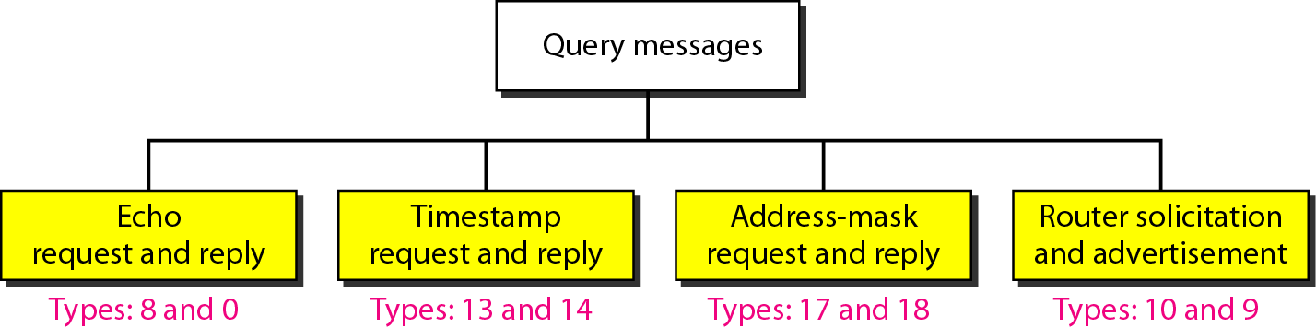 Query messages
Echo
request and reply
Types: 8 and 0
Timestamp
request and reply
Types: 13 and 14
Address-mask
request and reply
Types: 17 and 18
Router solicitation
and advertisement
Types: 10 and 9